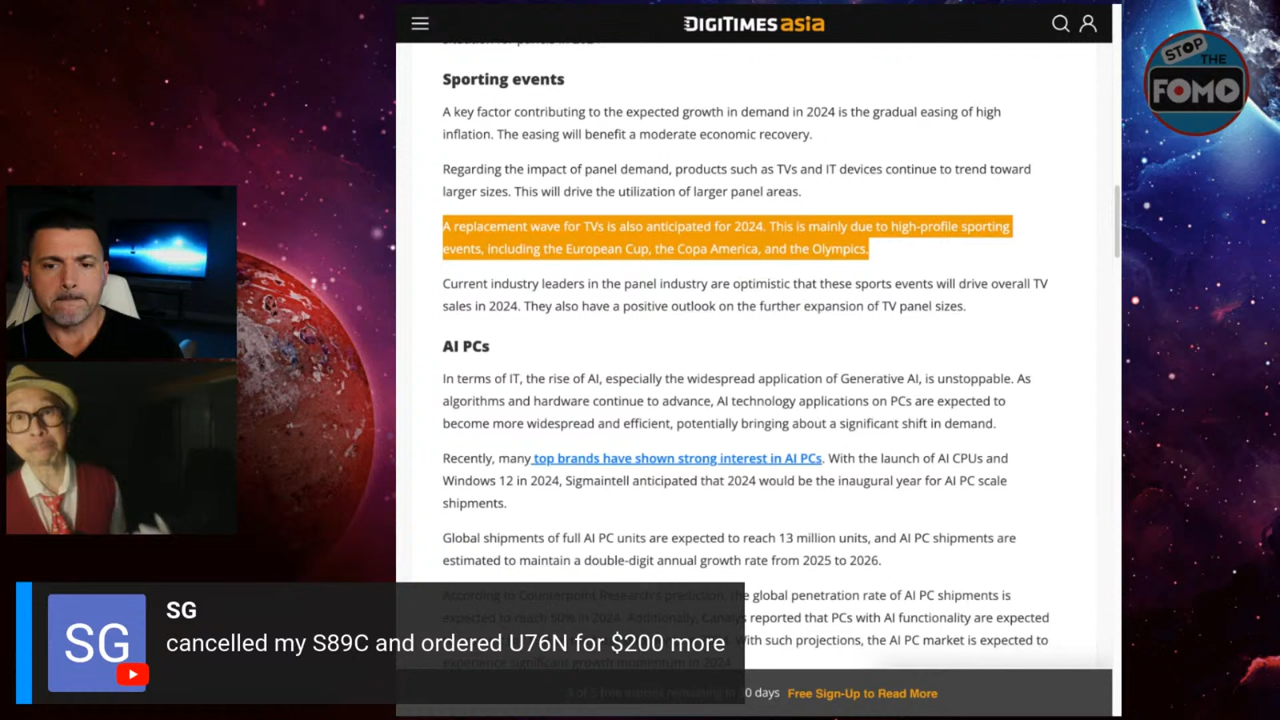 DIGITIMES asia
STOP THE FOMO
Sporting events
A key factor contributing to the expected growth in demand in 2024 is the gradual easing of high
inflation. The easing will benefit a moderate economic recovery.
Regarding the impact of panel demand, products such as TVs and IT devices continue to trend toward
larger sizes. This will drive the utilization of larger panel areas.
A replacement wave for TVs is also anticipated for 2024. This is mainly due to high-profile sporting
events, including the European Cup, the Copa America, and the Olympics.
Current industry leaders in the panel industry are optimistic that these sports events will drive overall TV
sales in 2024. They also have a positive outlook on the further expansion of TV panel sizes.
AI PCs
In terms of IT, the rise of AI, especially the widespread application of Generative AI, is unstoppable. As
algorithms and hardware continue to advance, AI technology applications on PCs are expected to
become more widespread and efficient, potentially bringing about a significant shift in demand.
Recently, many top brands have shown strong interest in AI PCs. With the launch of AI CPUs and
Windows 12 in 2024, Sigmaintell anticipated that 2024 would be the inaugural year for AI PC scale
shipments.
Global shipments of full AI PC units are expected to reach 13 million units, and AI PC shipments are
estimated to maintain a double-digit annual growth rate from 2025 to 2026.
According to Counterpoint Research's prediction, the global penetration rate of AI PC shipments is
expected to reach 50% in 2024. Additionally, Canalys reported that PCs with AI functionality are expected
With such projections, the AI PC market is expected to
experience significant growth momentum in 2024
0 days Free Sign-Up to Read More
SG
SG
cancelled my S89C and ordered U76N for $200 more